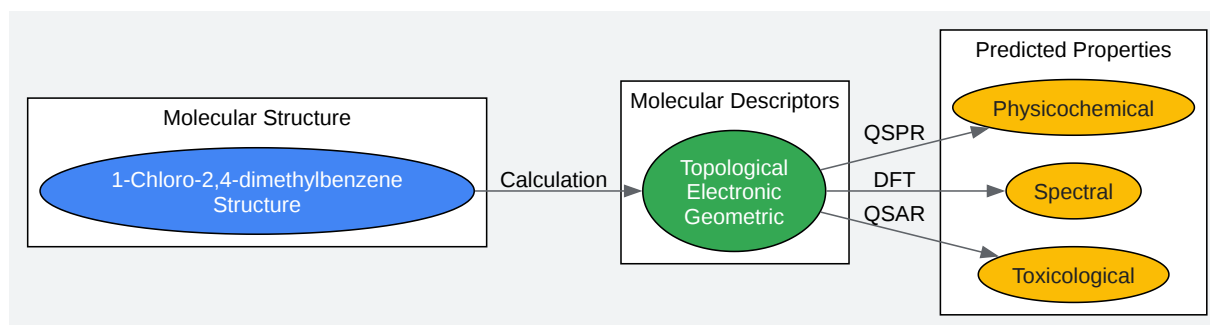 Molecular Structure
1-Chloro-2,4-dimethylbenzene
Structure
Calculation
Molecular Descriptors
Topological
Electronic
Geometric
QSPR
DFT
QSAR
Predicted Properties
Physicochemical
Spectral
Toxicological